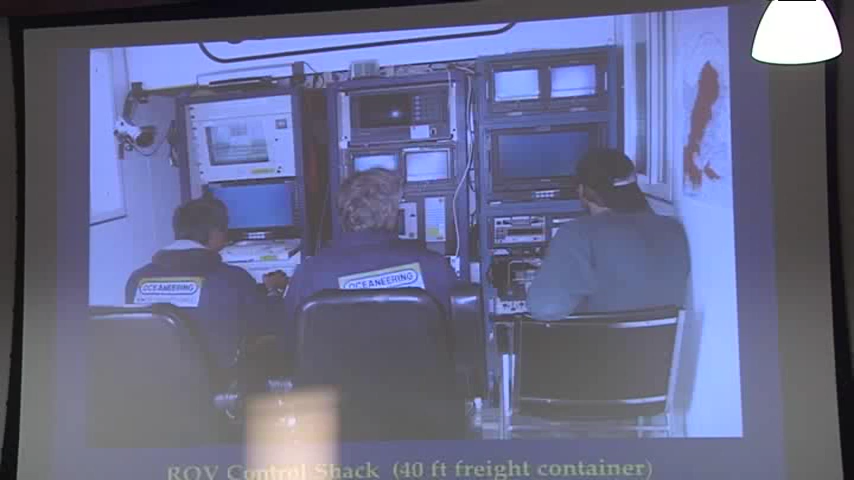 OCEANEERING
OCEANEERING
ROV Control Shack (40 ft freight container)